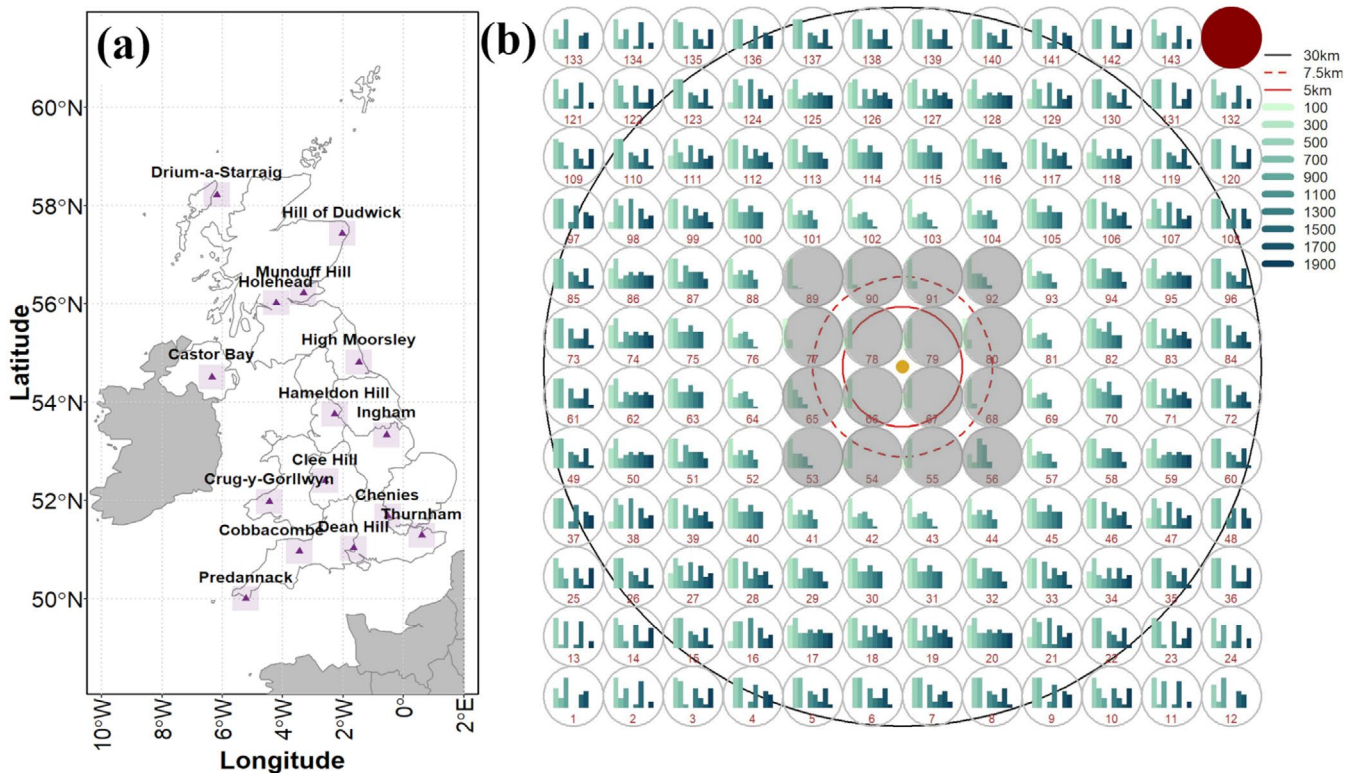 (a)
60°N
58°N
56°N
54°N
52°N
50°N
Latitude
Drium-a-Starraig
Hill of Dudwick
Munduff Hill
Holehead
High Moorsley
Castor Bay
Hameldon Hill
Ingham
Clee Hill
Crug-y-Gorllwyn
Chenies
Thurnham
Cobbacombe
Dean Hill
Predannack
10°W
8°W
6°W
4°W
2°W
0°
2°E
Longitude
(b)
133 134 135 136 137 138 139 140 141 142 143
121 122 123 124 125 126 127 128 129 130 131 132
109 110 111 112 113 114 115 116 117 118 119 120
97 98 99 100 101 102 103 104 105 106 107 108
85 86 87 88 89 90 91 92 93 94 95 96
73 74 75 76 77 78 79 80 81 82 83 84
61 62 63 64 65 66 67 68 69 70 71 72
49 50 51 52 53 54 55 56 57 58 59 60
37 38 39 40 41 42 43 44 45 46 47 48
25 26 27 28 29 30 31 32 33 34 35 36
13 14 15 16 17 18 19 20 21 22 23 24
1 2 3 4 5 6 7 8 9 10 11 12
30km
7.5km
5km
100
300
500
700
900
1100
1300
1500
1700
1900